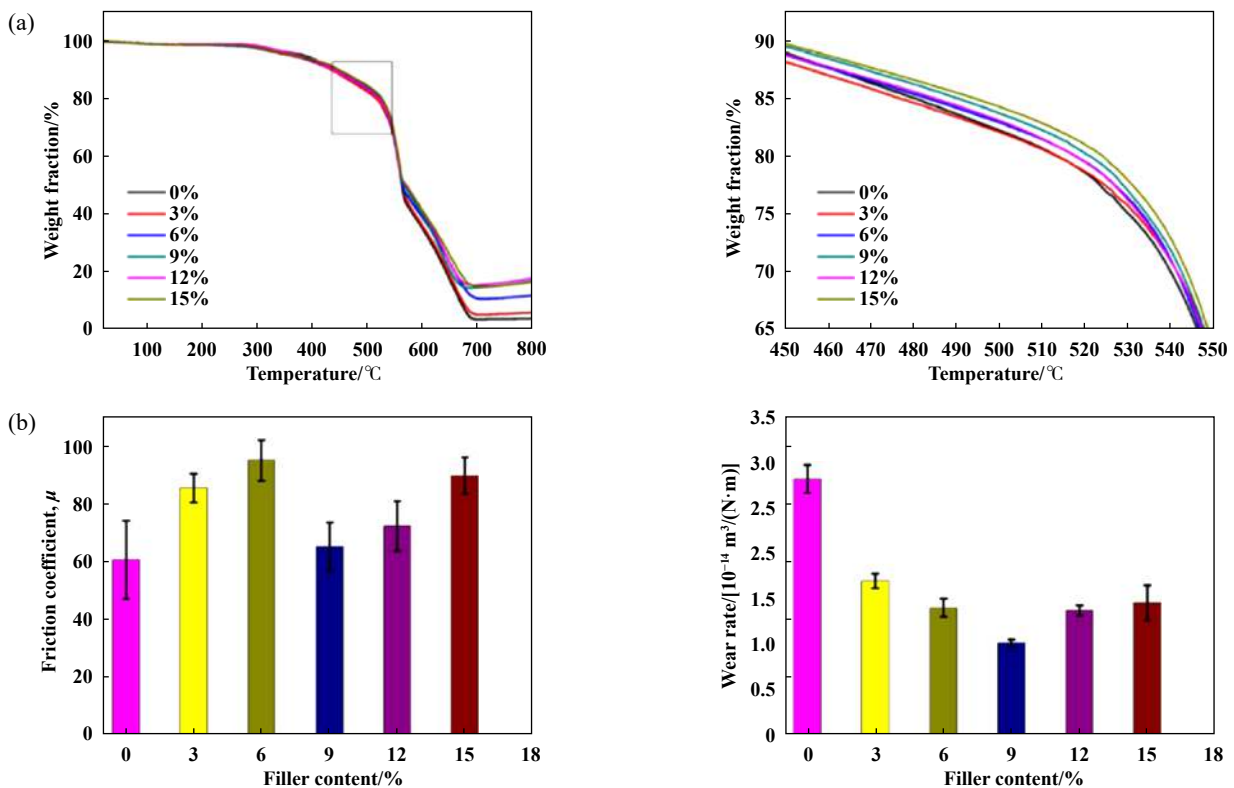 (a)
100
80
60
40
20
0
Weight fraction/%
0%
3%
6%
9%
12%
15%
100 200 300 400 500 600 700 800
Temperature/℃
90
85
80
75
70
65
Weight fraction/%
0%
3%
6%
9%
12%
15%
450 460 470 480 490 500 510 520 530 540 550
Temperature/℃
(b)
100
80
60
40
20
0
Friction coefficient, μ
0 3 6 9 12 15 18
Filler content/%
3.5
3.0
2.5
2.5
1.5
1.0
0.5
0
Wear rate/[10⁻¹⁴ m³/(N·m)]
0 3 6 9 12 15 18
Filler content/%